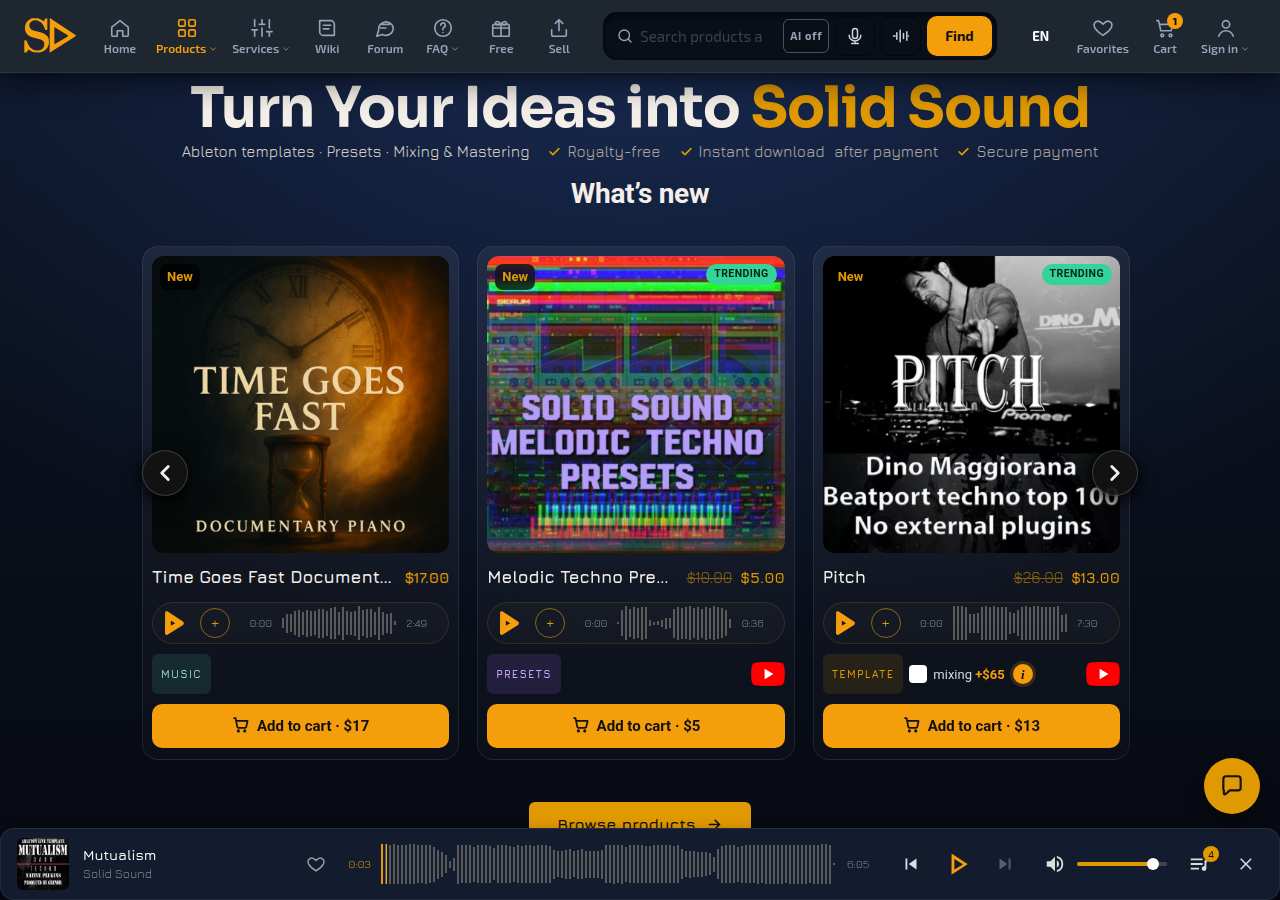 SD
Home
Products
Services
Wiki
Forum
FAQ
Free
Sell
Search products a
AI off
Find
EN
Favorites
1
Cart
Sign in
Turn Your Ideas into Solid Sound
Ableton templates · Presets · Mixing & Mastering
Royalty-free
Instant download after payment
Secure payment
What's new
New
TIME GOES
FAST
DOCUMENTARY PIANO
Time Goes Fast Document...
$17.00
+
0:00
2:49
MUSIC
Add to cart · $17
New
TRENDING
SERUM
SERUM
SOLID SOUND
MELODIC TECHNO
PRESETS
Melodic Techno Pre...
$10.00
$5.00
+
0:00
0:36
PRESETS
Add to cart · $5
New
TRENDING
DINO M
PITCH
Pioneer
Dino Maggiorana
Beatport techno top 100
No external plugins
Pitch
$26.00
$13.00
+
0:00
7:30
TEMPLATE
mixing +$65
i
Add to cart · $13
Browse products
MUTUALISM
Mutualism
Solid Sound
0:03
6:05
4